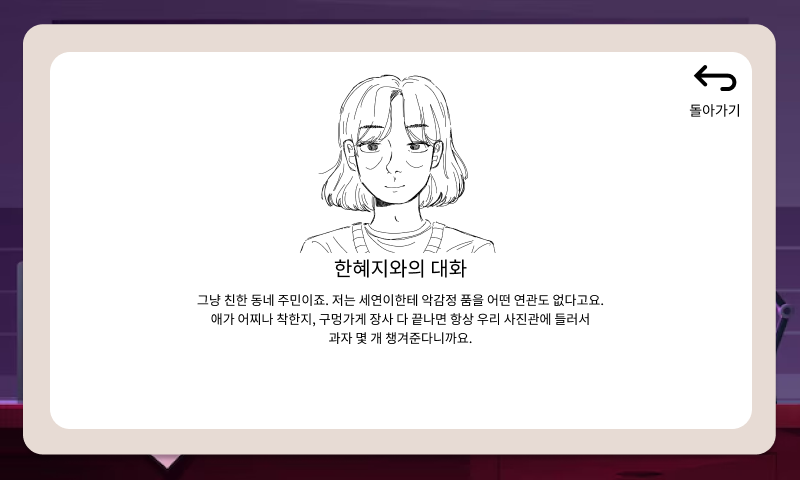 돌아가기
한혜지와의 대화
그냥 친한 동네 주민이죠. 저는 세연이한테 악감정 품을 어떤 연관도 없다고요.
애가 어찌나 착한지, 구멍가게 장사 다 끝나면 항상 우리 사진관에 들러서
과자 몇 개 챙겨준다니까요.